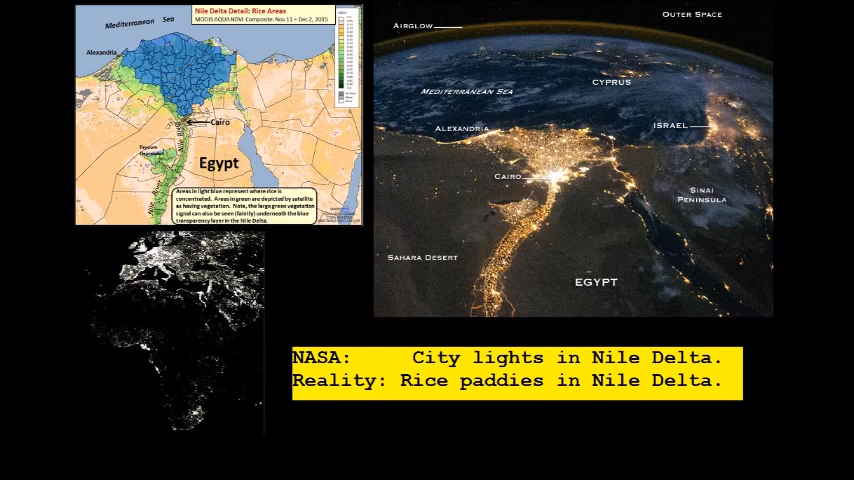 Nile Delta Detail: Rice Areas
MODIS AQUA NDVI Composite: Nov 11 – Dec 2, 2015
Mediterranean Sea
Alexandria
Cairo
Nile River
Fayoum
Depression
Egypt
Areas in light blue represent where rice is
concentrated. Areas in green are depicted by satellite
as having vegetation. Note, the large green vegetation
signal can also be seen (faintly) underneath the blue
transparency layer in the Nile Delta.
AIRGLOW
OUTER SPACE
CYPRUS
MEDITERRANEAN SEA
ALEXANDRIA
ISRAEL
CAIRO
SINAI
PENINSULA
SAHARA DESERT
EGYPT
NASA: City lights in Nile Delta.
Reality: Rice paddies in Nile Delta.